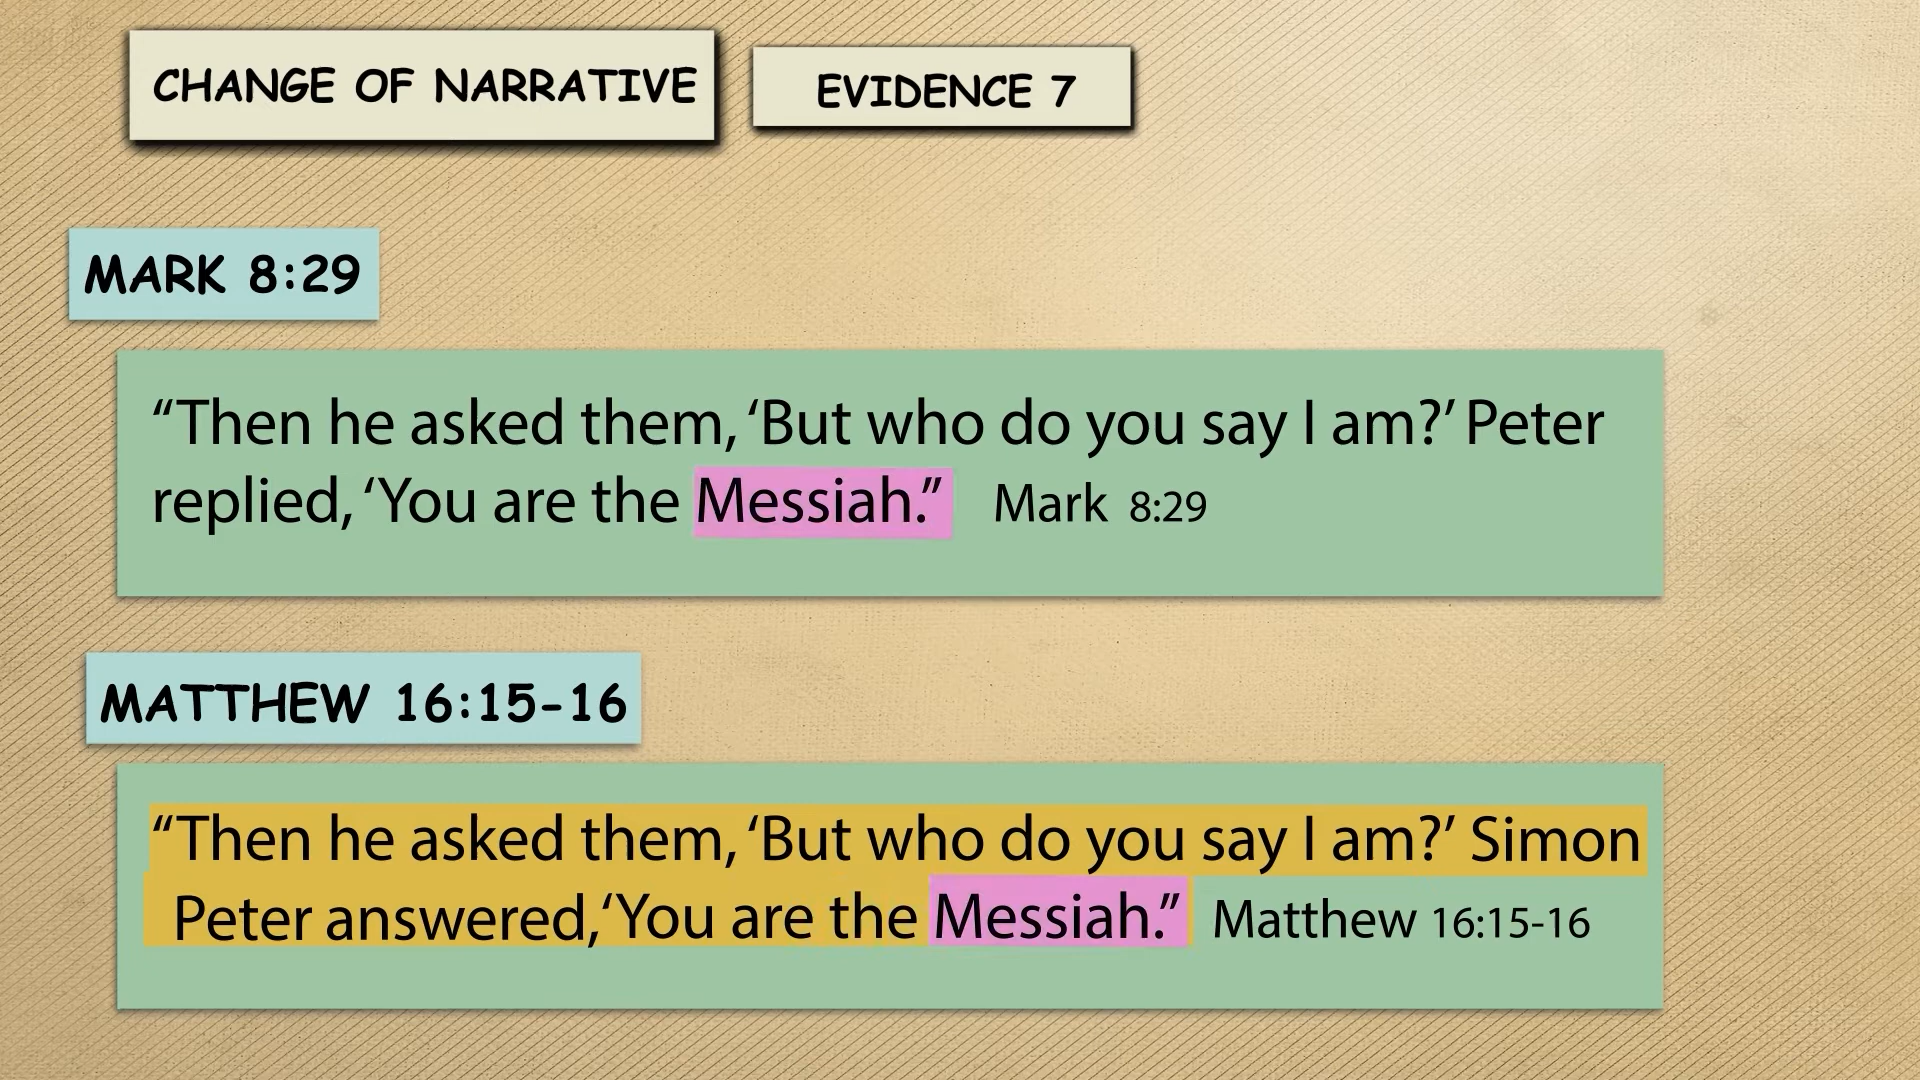 CHANGE OF NARRATIVE
EVIDENCE 7
MARK 8:29
“Then he asked them, ‘But who do you say I am?’ Peter
replied, ‘You are the Messiah.” Mark 8:29
MATTHEW 16:15-16
“Then he asked them, ‘But who do you say I am?’ Simon
Peter answered, ‘You are the Messiah.” Matthew 16:15-16